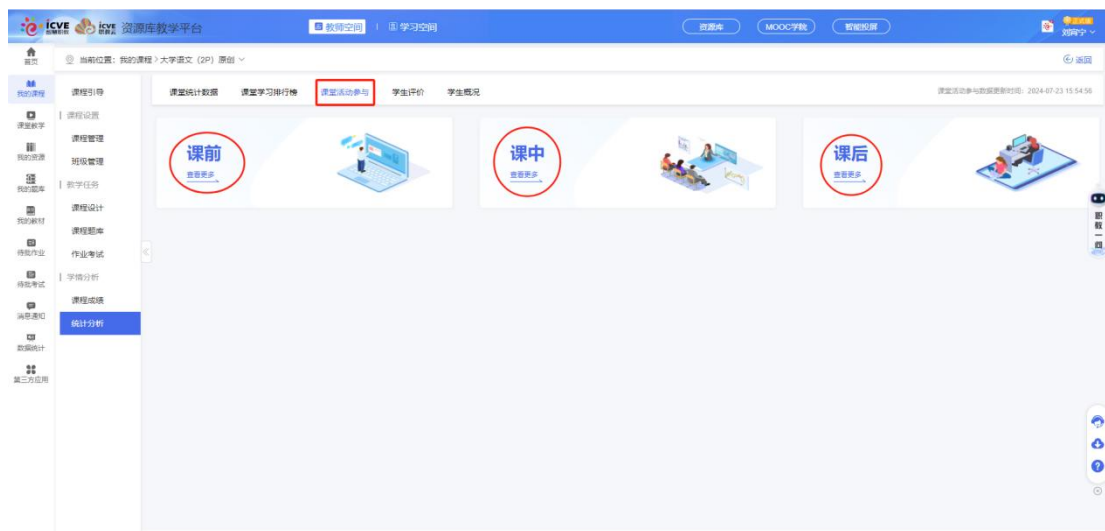 icve icve 资源库教学平台 教师空间 学习空间 资源库 MOOC学院 智能投屏 刘宵宁
首页
当前位置：我的课程 > 大学语文（2P）原创 返回
我的课程
课程引导
课堂统计数据 课堂学习排行榜 课堂活动参与 学生评价 学生概况 课堂活动参与数据更新时间：2024-07-23 15:54:56
课堂教学
课程设置
课程管理
我的资源
班级管理
课前
查看更多
课中
查看更多
课后
查看更多
我的题库
教学任务
我的教材
课程设计
课程题库
职教一问
待批作业
作业考试
待批考试
学情分析
消息通知
课程成绩
统计分析
数据统计
第三方应用